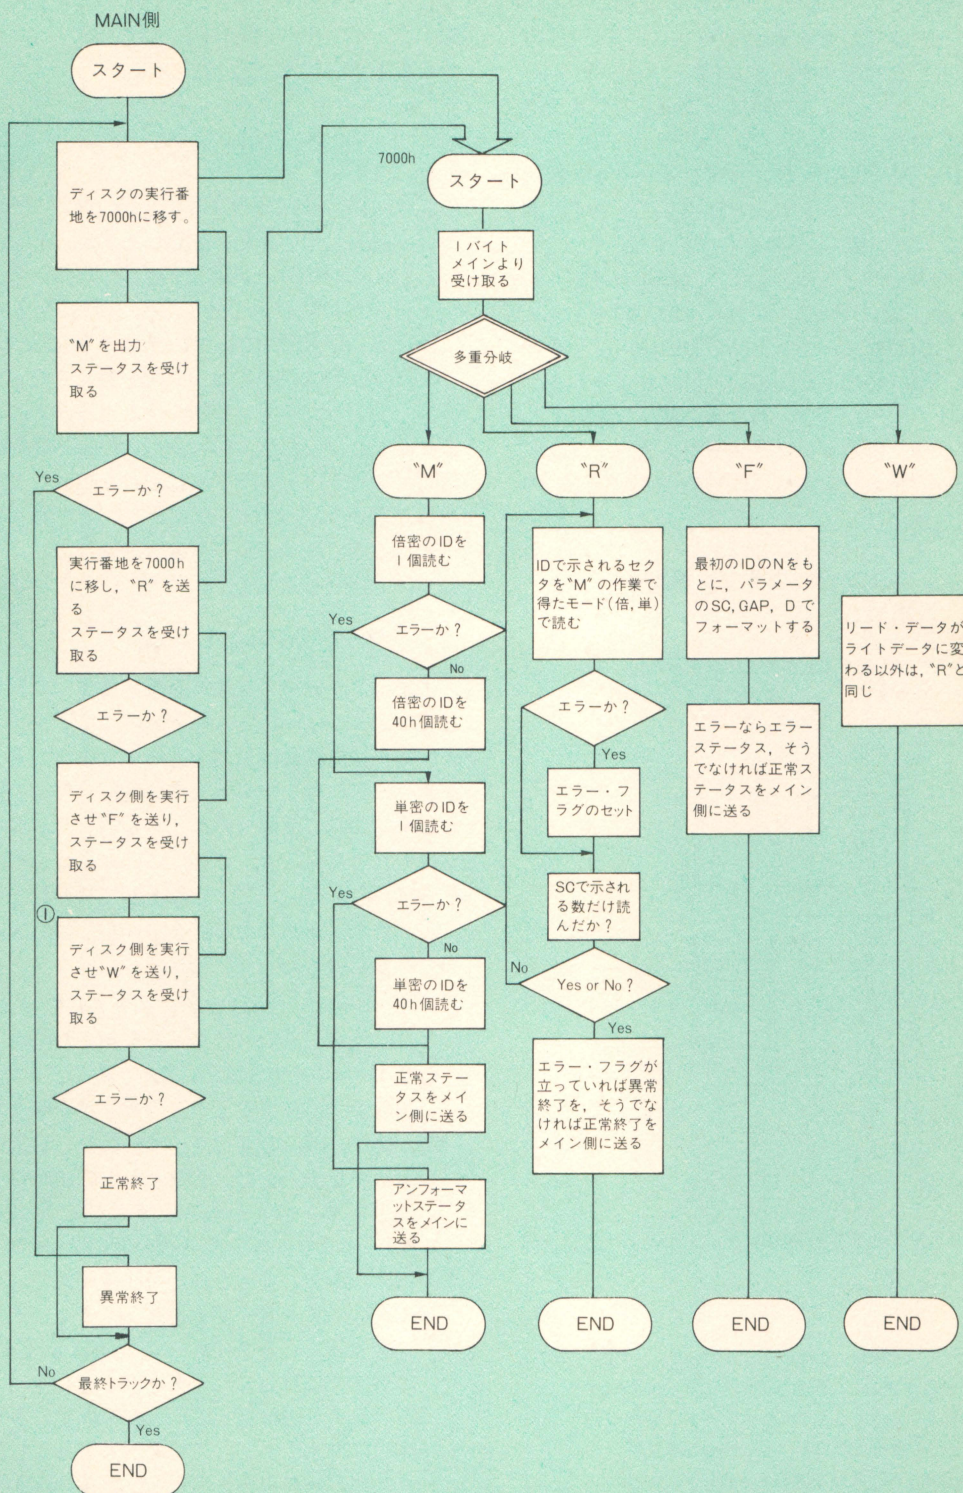 MAIN側
スタート
ディスクの実行番
地を7000hに移す。
〝M〞を出力
ステータスを受け
取る
Yes
エラーか？
実行番地を7000h
に移し，〝R〞を送
る
ステータスを受け
取る
エラーか？
ディスク側を実行
させ〝F〞を送り，
ステータスを受け
取る
①
ディスク側を実行
させ〝W〞を送り，
ステータスを受け
取る
エラーか？
正常終了
異常終了
No
最終トラックか？
Yes
END
7000h
スタート
1バイト
メインより
受け取る
多重分岐
〝M〞
倍密のIDを
1個読む
Yes
エラーか？
No
倍密のIDを
40h個読む
単密のIDを
1個読む
Yes
エラーか？
No
単密のIDを
40h個読む
正常ステー
タスをメイ
ン側に送る
アンフォーマ
ットステータ
スをメインに
送る
END
〝R〞
IDで示されるセク
タを〝M〞の作業で
得たモード(倍，単)
で読む
エラーか？
Yes
エラー・フ
ラグのセット
SCで示され
る数だけ読
んだか？
No
Yes or No？
Yes
エラー・フラグが
立っていれば異常
終了を，そうでな
ければ正常終了を
メイン側に送る
END
〝F〞
最初のIDのNをも
とに，パラメータ
のSC，GAP，Dで
フォーマットする
エラーならエラー
ステータス，そう
でなければ正常ス
テータスをメイン
側に送る
END
〝W〞
リード・データが
ライトデータに変
わる以外は，〝R〞と
同じ
END